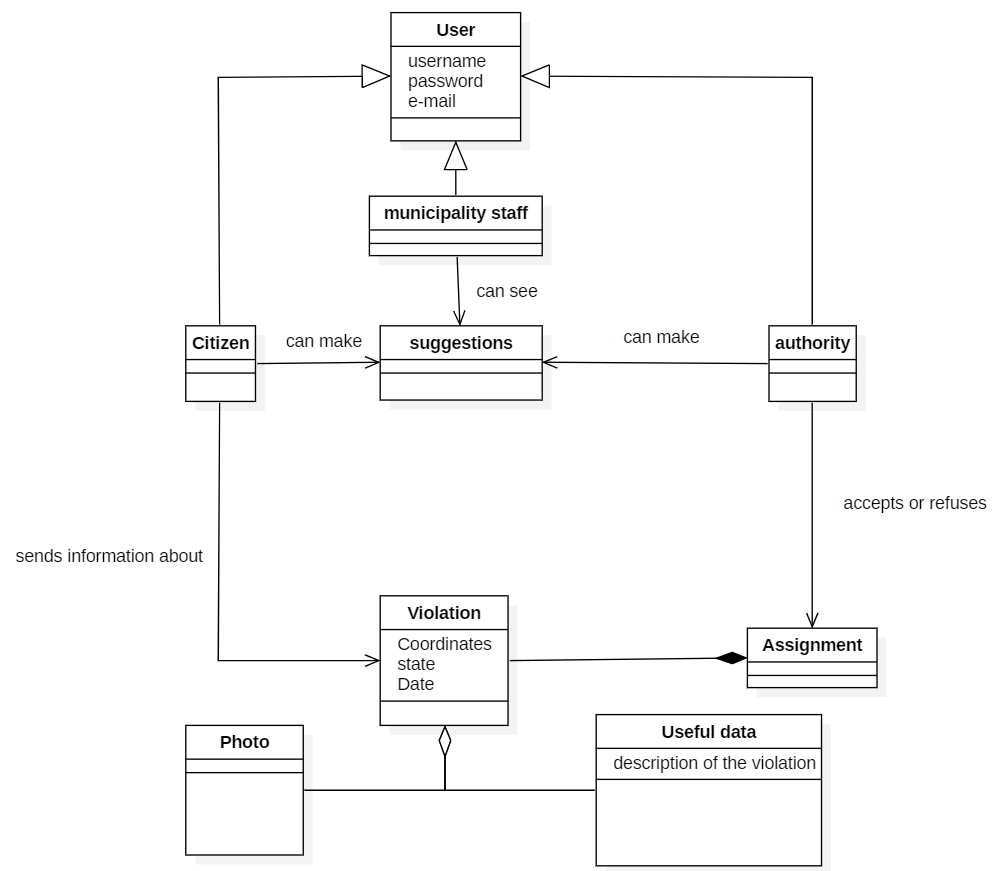 User
username
password
e-mail
municipality staff
can see
Citizen
can make
suggestions
can make
authority
accepts or refuses
sends information about
Violation
Coordinates
state
Date
Assignment
Photo
Useful data
description of the violation